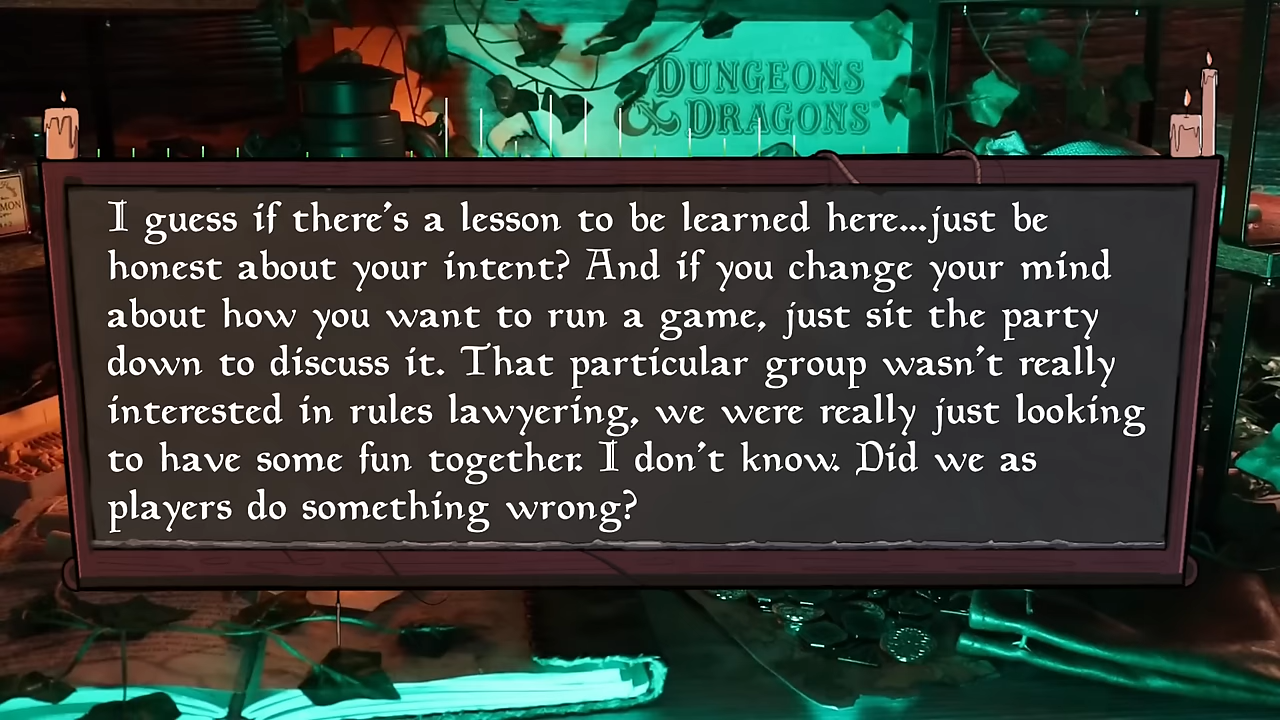 DUNGEONS
& DRAGONS
MON
I guess if there's a lesson to be learned here...just be
honest about your intent? And if you change your mind
about how you want to run a game, just sit the party
down to discuss it. That particular group wasn't really
interested in rules lawyering, we were really just looking
to have some fun together. I don't know. Did we as
players do something wrong?